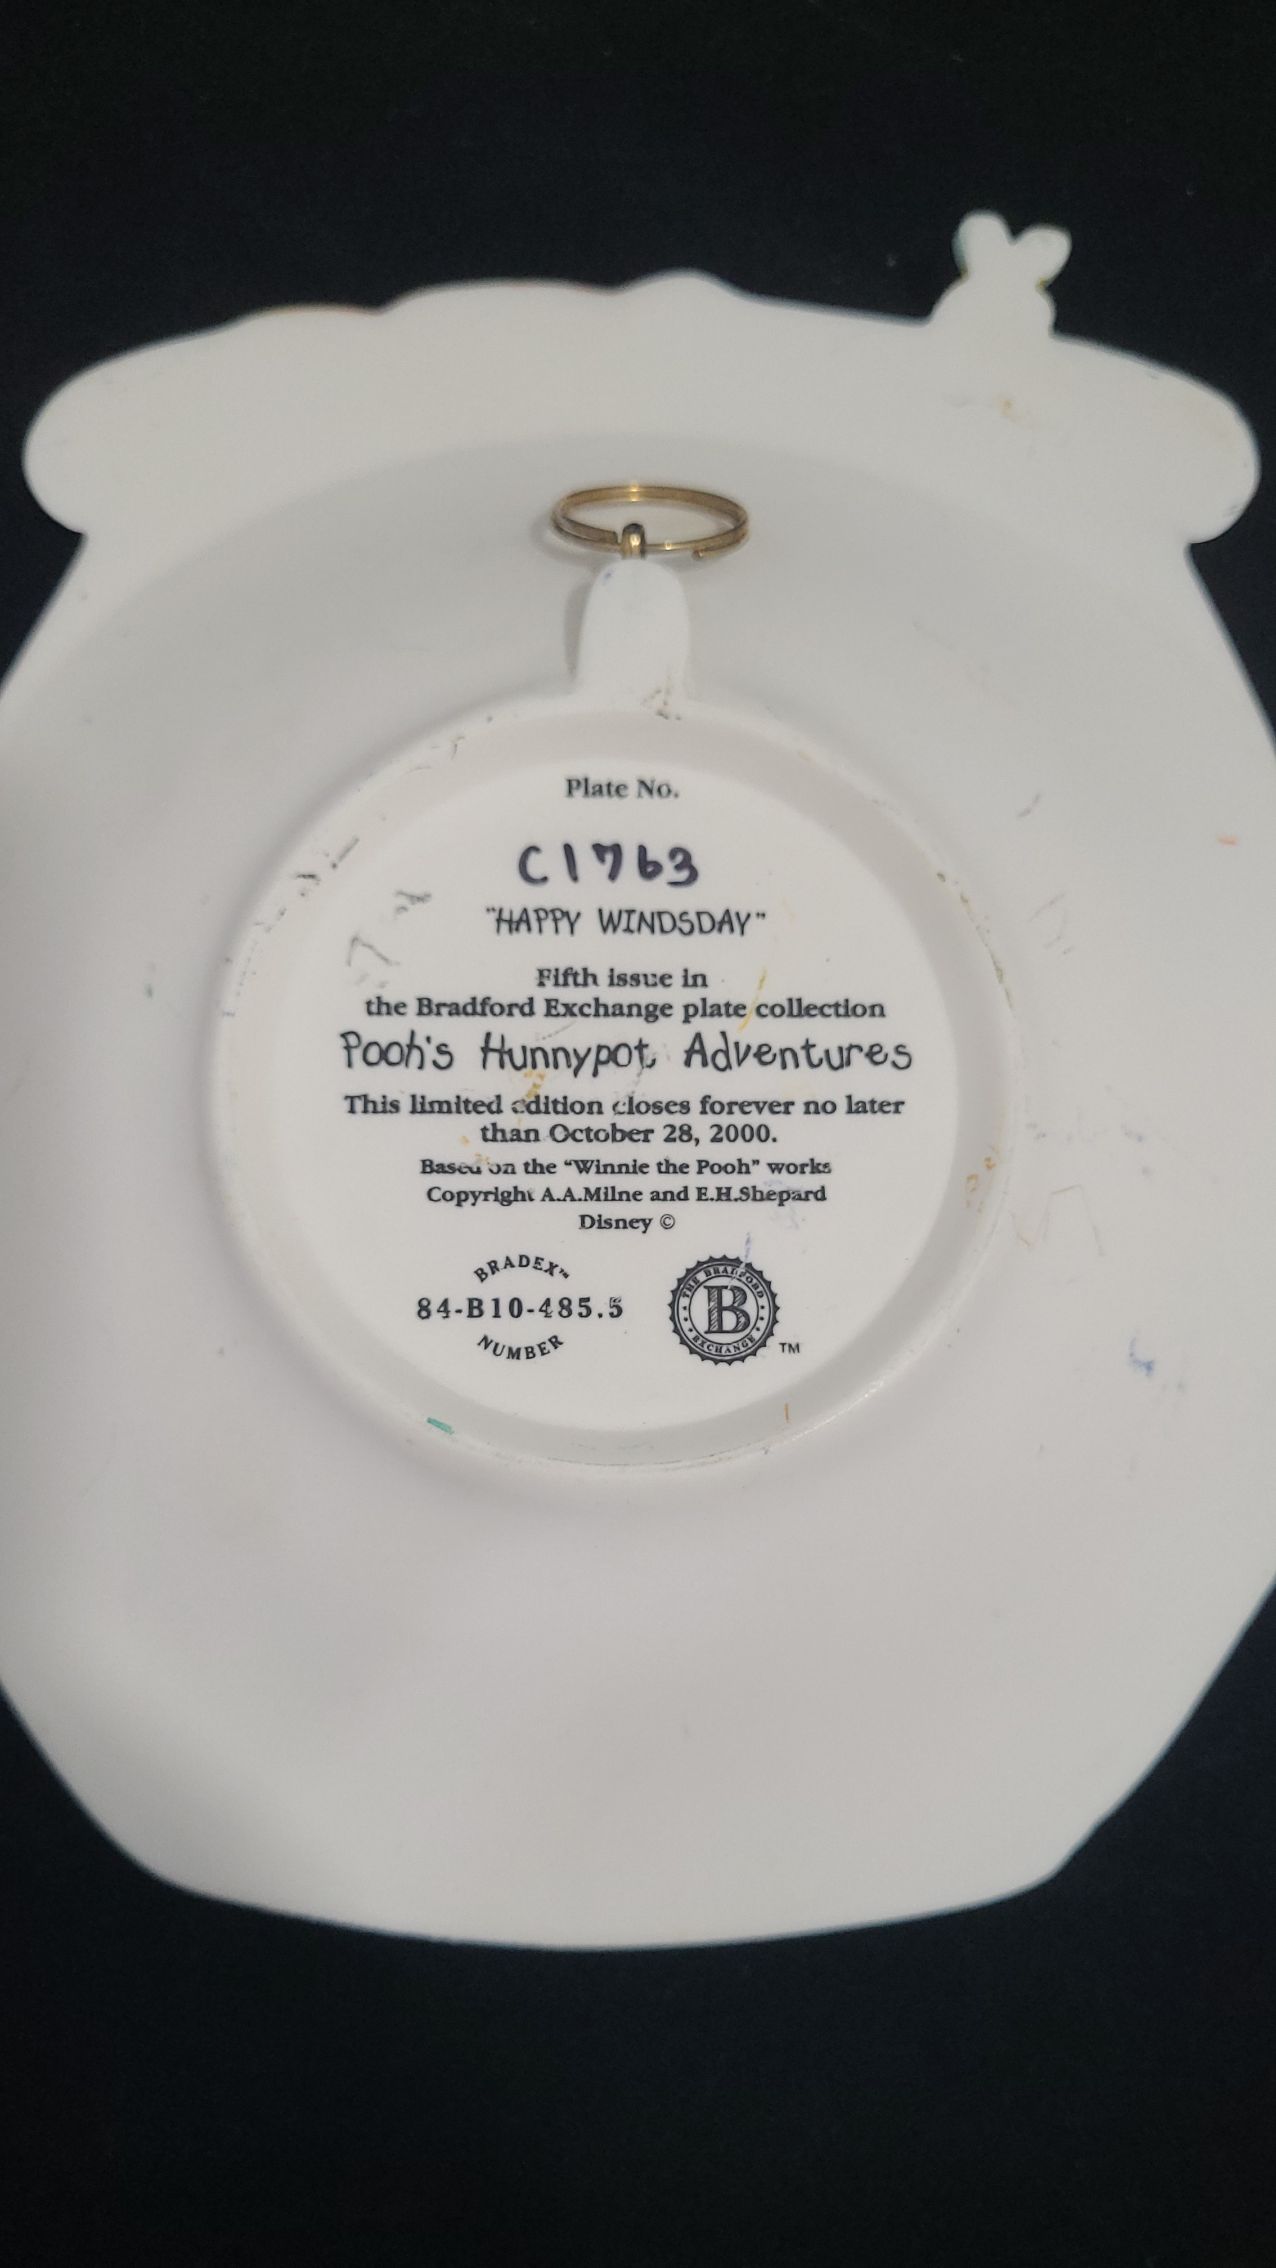 Plate No.
C1763
"HAPPY WINDSDAY"
Fifth issue in
the Bradford Exchange plate collection
Pooh's Hunnypot Adventures
This limited edition closes forever no later
than October 28, 2000.
Based on the "Winnie the Pooh" works
Copyright A.A.Milne and E.H.Shepard
Disney ©
BRADEX™
84-B10-485.5
NUMBER
THE BRADFORD
B
EXCHANGE
TM